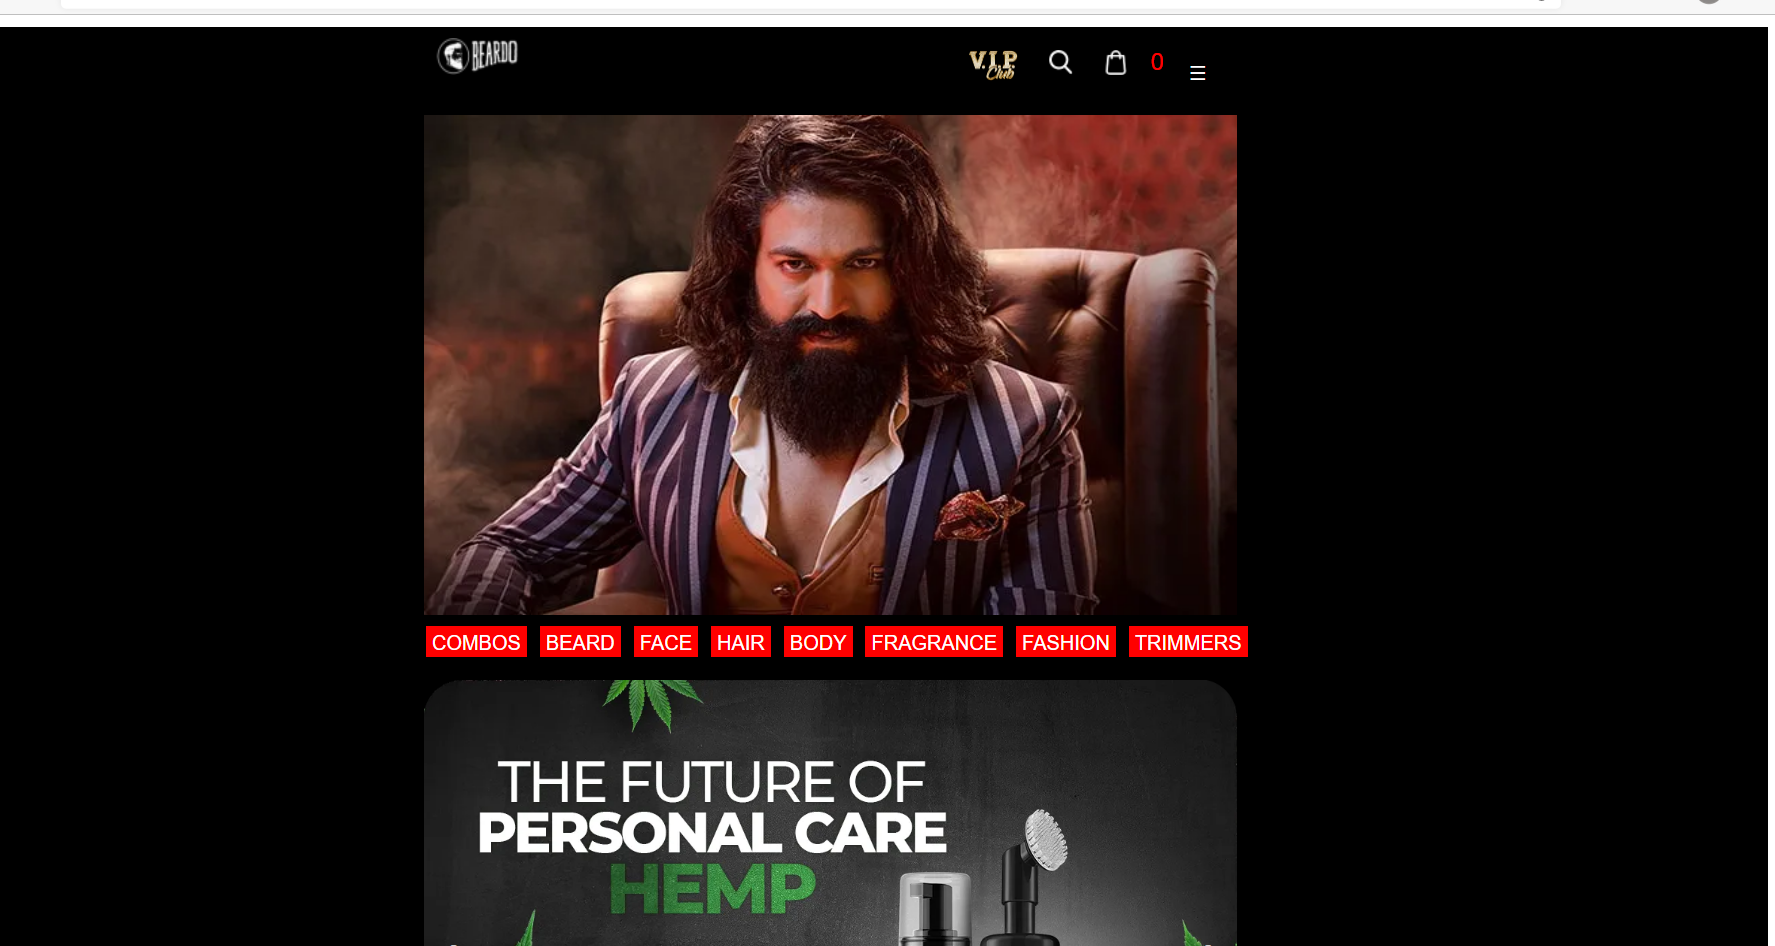 BEARDO
V.I.P.
Club
0
COMBOS BEARD FACE HAIR BODY FRAGRANCE FASHION TRIMMERS
THE FUTURE OF
PERSONAL CARE
HEMP